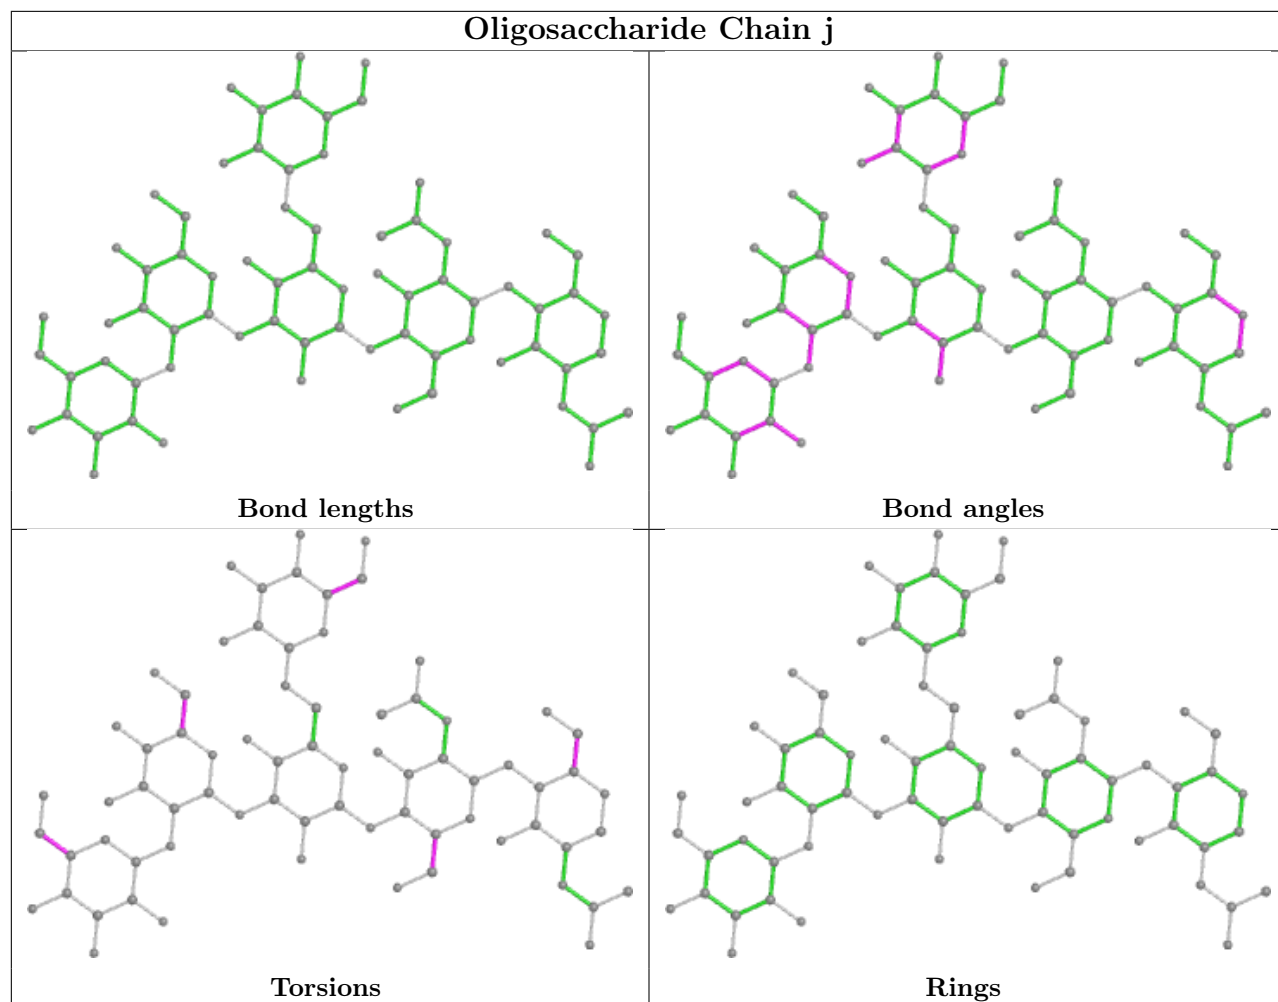 Oligosaccharide Chain j
Bond lengths
Bond angles
Torsions
Rings